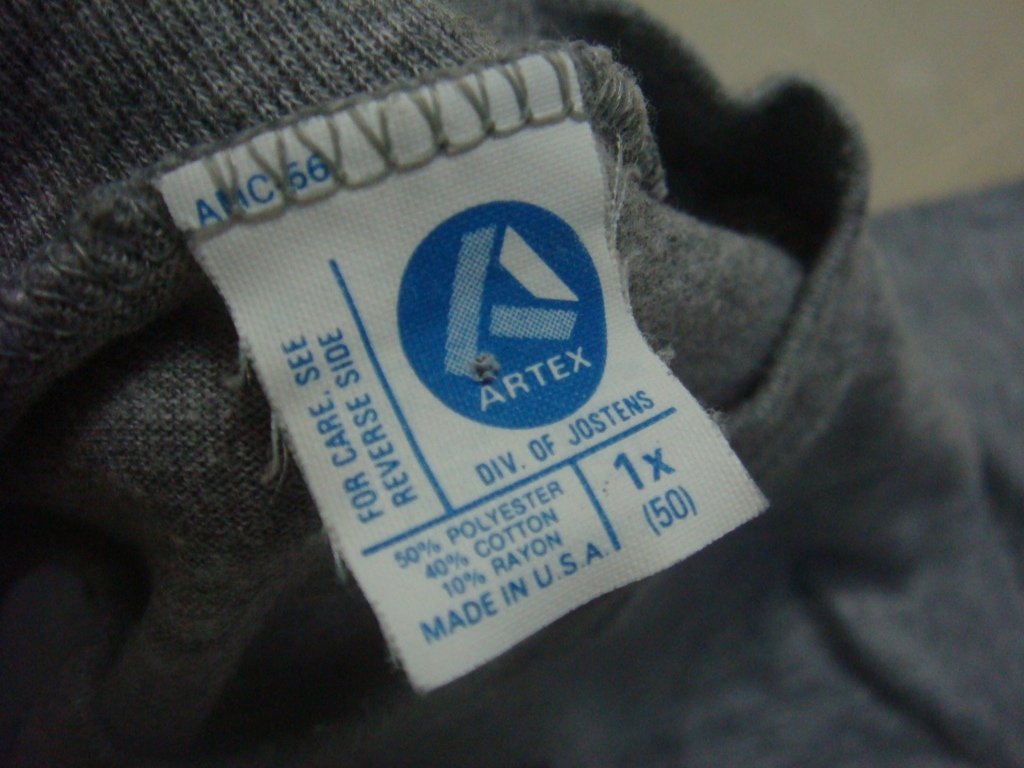 AMC 56
ARTEX
DIV. OF JOSTENS
FOR CARE, SEE
REVERSE SIDE
50% POLYESTER
40% COTTON
10% RAYON
MADE IN U.S.A.
1x
(50)